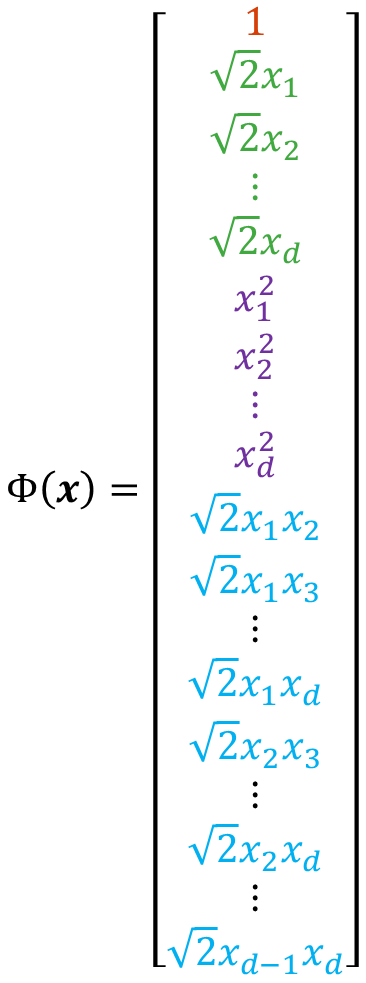 1
√2x₁
√2x₂
⋮
√2x_d
x₁²
x₂²
⋮
x_d²
Φ(x) =
√2x₁x₂
√2x₁x₃
⋮
√2x₁x_d
√2x₂x₃
⋮
√2x₂x_d
⋮
√2x_{d−1}x_d